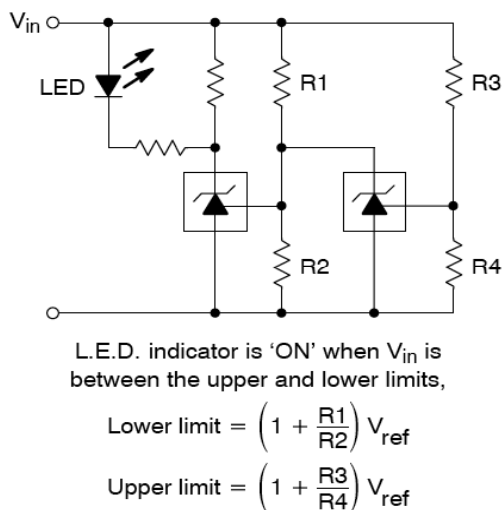 Vin
LED
R1
R3
R2
R4
L.E.D. indicator is ‘ON’ when Vin is
between the upper and lower limits,
Lower limit = (1 + R1/R2) Vref
Upper limit = (1 + R3/R4) Vref